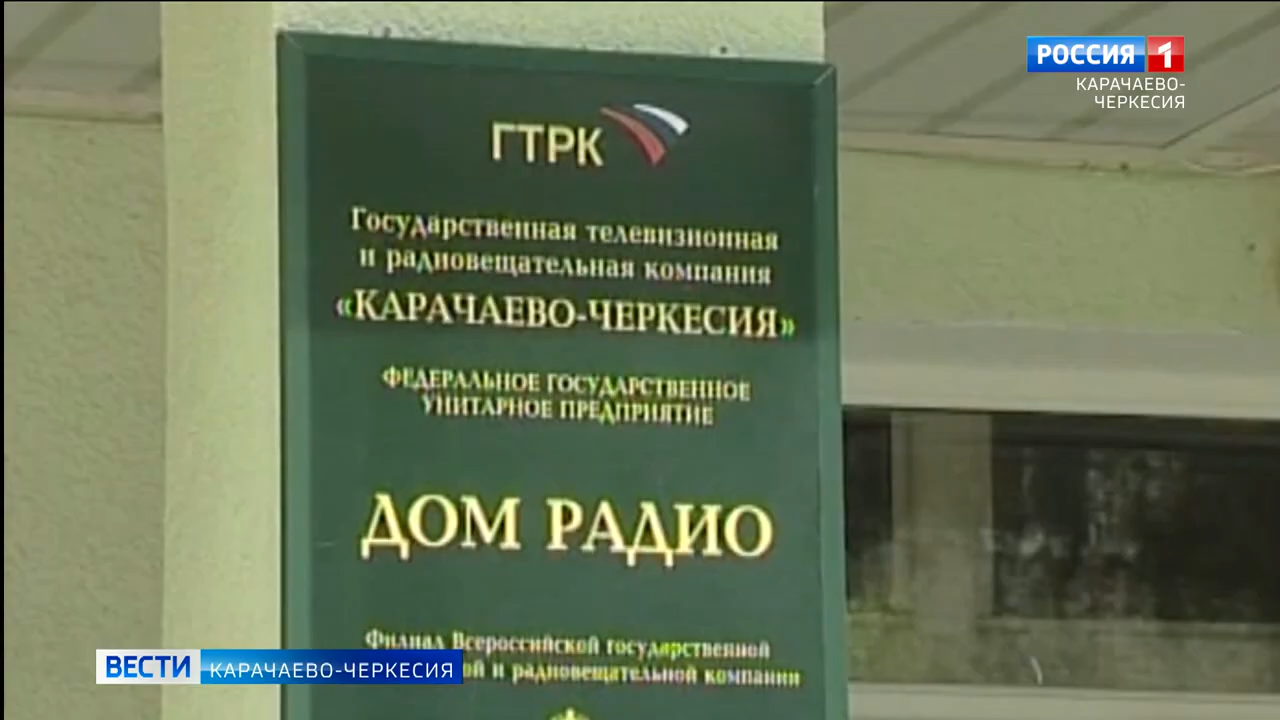 РОССИЯ 1
КАРАЧАЕВО-
ЧЕРКЕСИЯ
ГТРК
Государственная телевизионная
и радиовещательная компания
«КАРАЧАЕВО-ЧЕРКЕСИЯ»
ФЕДЕРАЛЬНОЕ ГОСУДАРСТВЕННОЕ
УНИТАРНОЕ ПРЕДПРИЯТИЕ
ДОМ РАДИО
Филиал Всероссийской государственной
и радиовещательной компании
ВЕСТИ КАРАЧАЕВО-ЧЕРКЕСИЯ